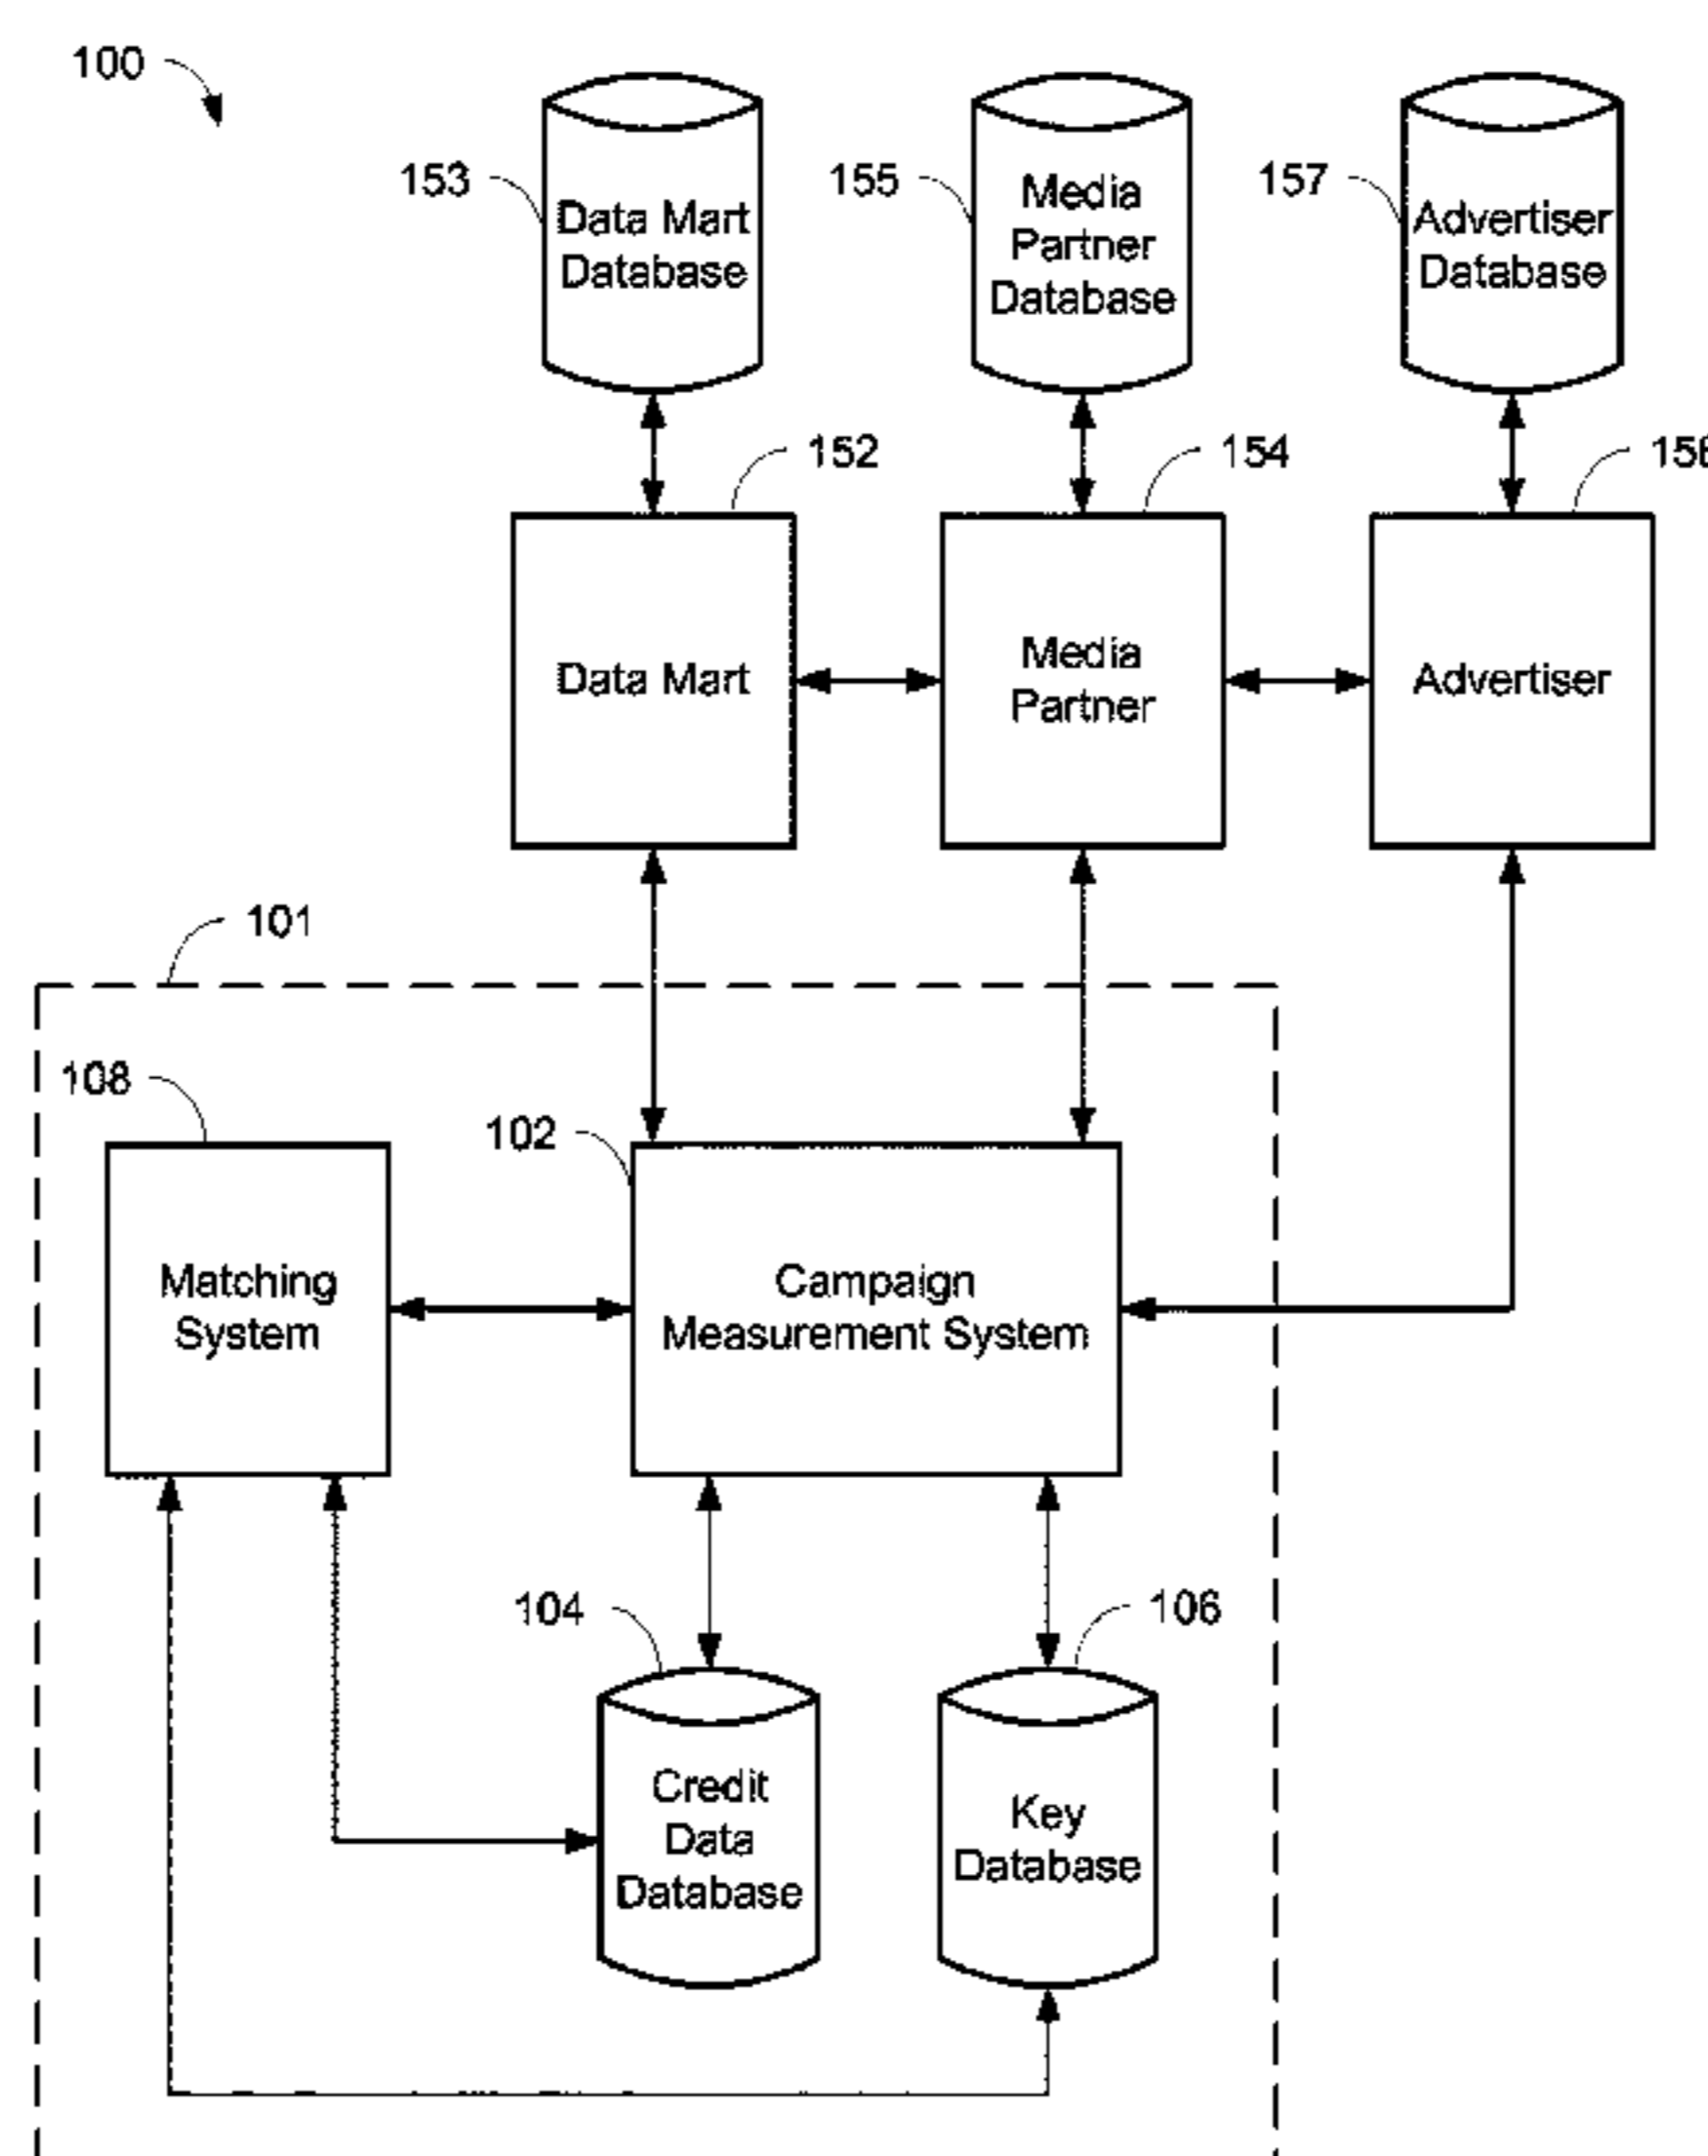 100
153
Data Mart
Database
155
Media
Partner
Database
157
Advertiser
Database
152
154
Data Mart
Media
Partner
Advertiser
101
108
102
Matching
System
Campaign
Measurement System
104
106
Credit
Data
Database
Key
Database